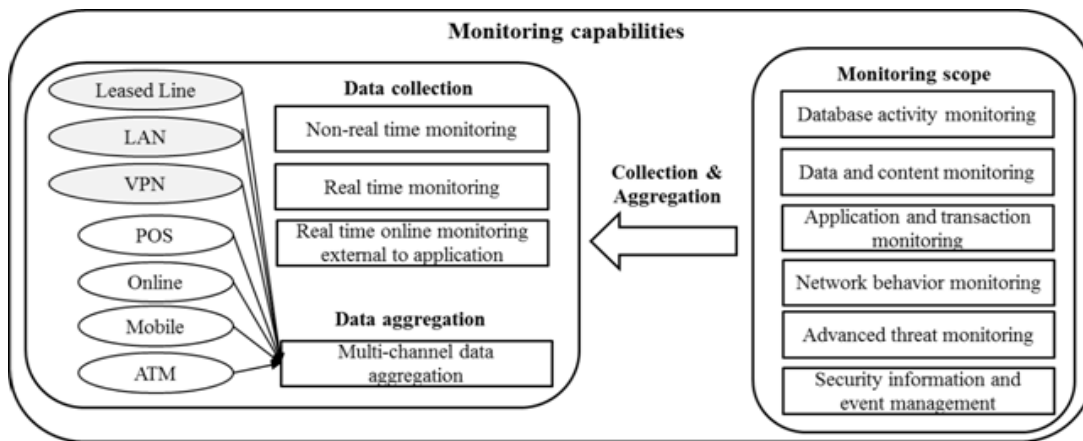 Monitoring capabilities
Leased Line
LAN
VPN
POS
Online
Mobile
ATM
Data collection
Non-real time monitoring
Real time monitoring
Real time online monitoring
external to application
Data aggregation
Multi-channel data
aggregation
Collection &
Aggregation
Monitoring scope
Database activity monitoring
Data and content monitoring
Application and transaction
monitoring
Network behavior monitoring
Advanced threat monitoring
Security information and
event management